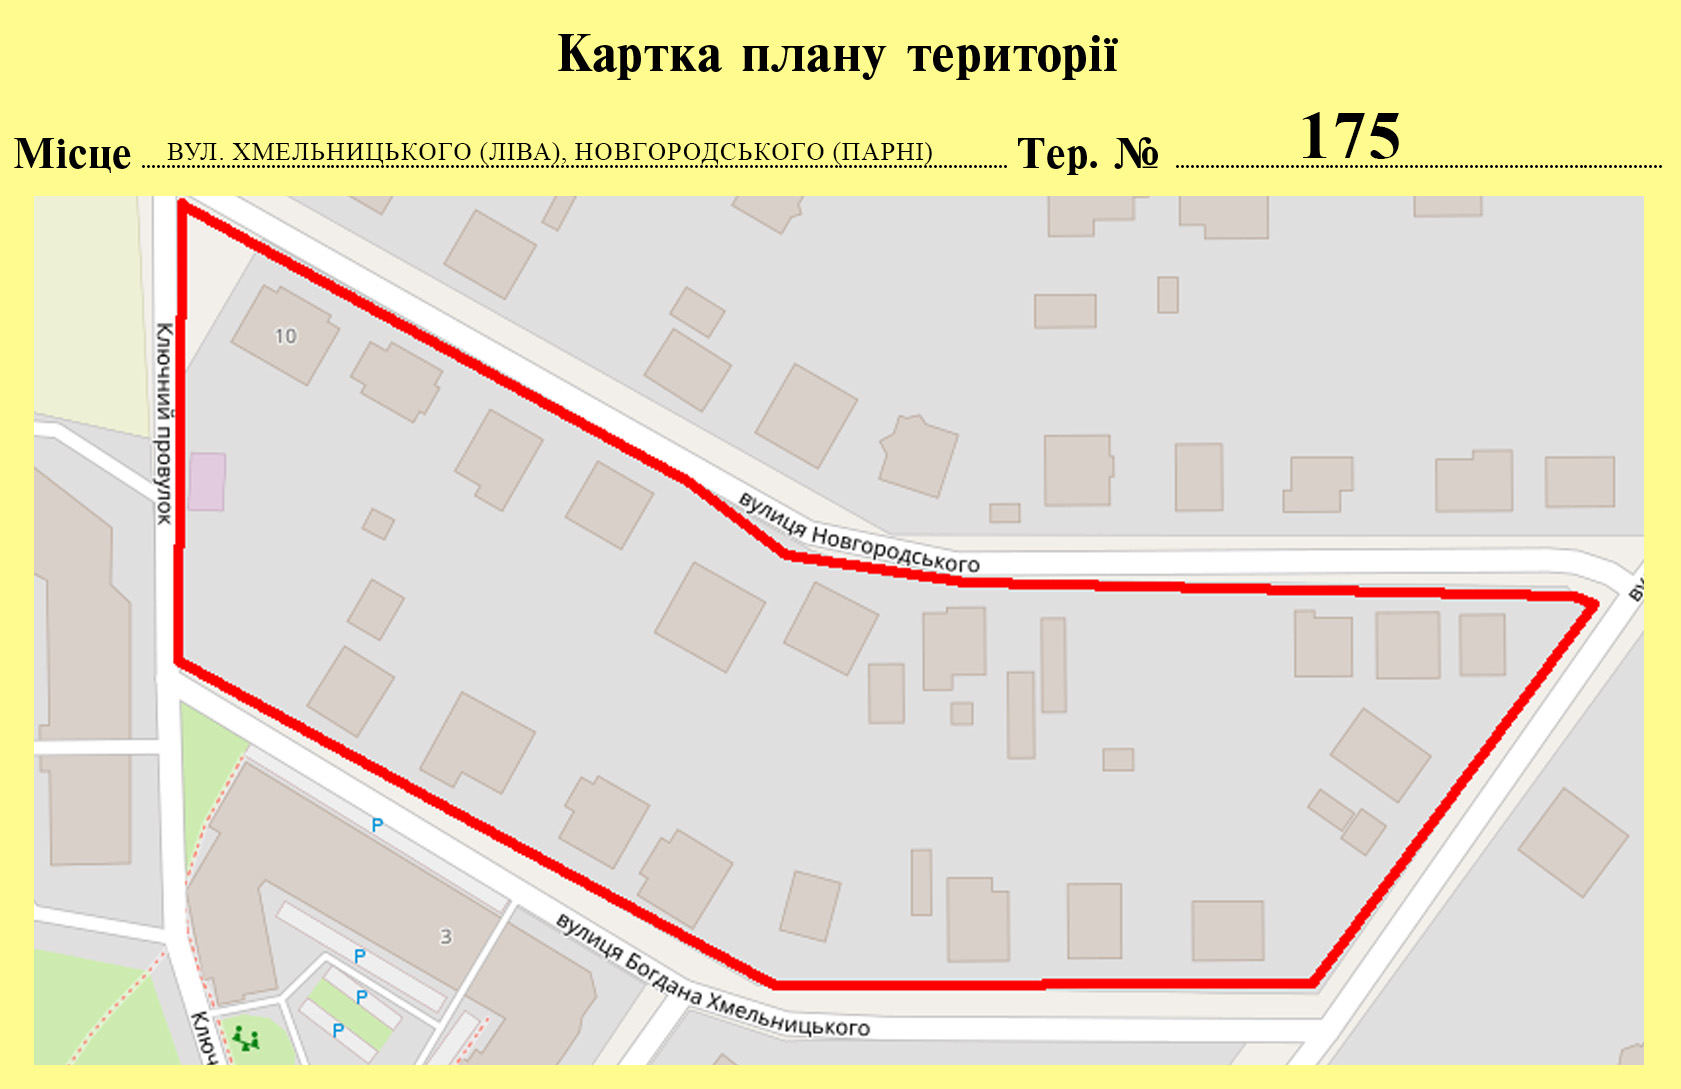 Картка плану території
Місце ВУЛ. ХМЕЛЬНИЦЬКОГО (ЛІВА), НОВГОРОДСЬКОГО (ПАРНІ) Тер. № 175
Ключний провулок
10
вулиця Новгородського
ву
P
3
вулиця Богдана Хмельницького
P
P
P
Ключ